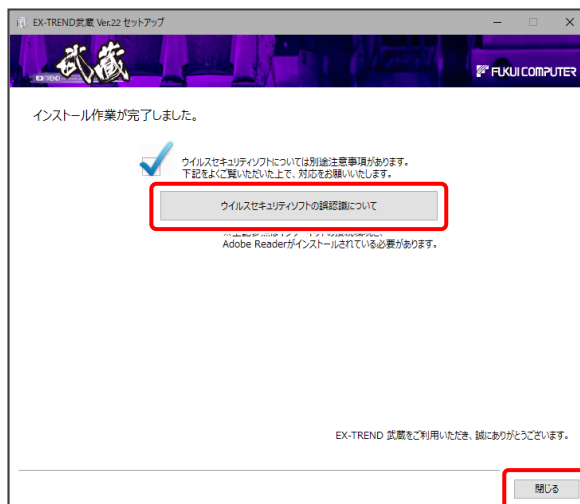 EX-TREND武蔵 Ver.22 セットアップ
EX-TREND 武蔵
FUKUI COMPUTER
インストール作業が完了しました。
ウイルスセキュリティソフトについては別途注意事項があります。
下記をよくご覧いただいた上で、対応をお願いいたします。
ウイルスセキュリティソフトの誤認識について
Adobe Readerがインストールされている必要があります。
EX-TREND 武蔵をご利用いただき、誠にありがとうございます。
閉じる